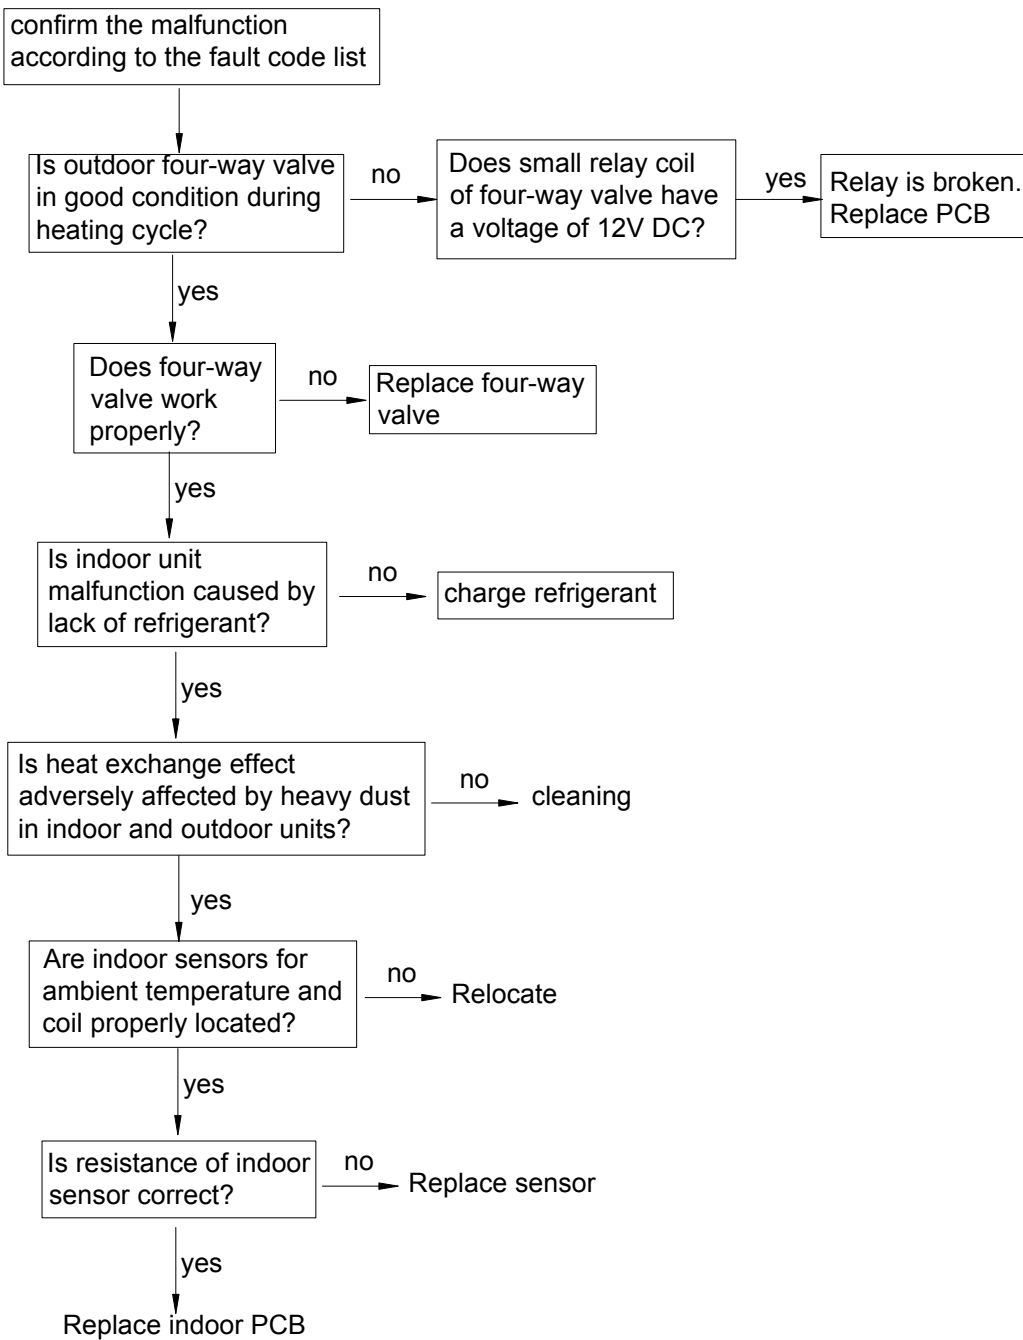 confirm the malfunction
according to the fault code list
Is outdoor four-way valve
in good condition during
heating cycle?
no
Does small relay coil
of four-way valve have
a voltage of 12V DC?
yes
Relay is broken.
Replace PCB
yes
Does four-way
valve work
properly?
no
Replace four-way
valve
yes
Is indoor unit
malfunction caused by
lack of refrigerant?
no
charge refrigerant
yes
Is heat exchange effect
adversely affected by heavy dust
in indoor and outdoor units?
no
cleaning
yes
Are indoor sensors for
ambient temperature and
coil properly located?
no
Relocate
yes
Is resistance of indoor
sensor correct?
no
Replace sensor
yes
Replace indoor PCB